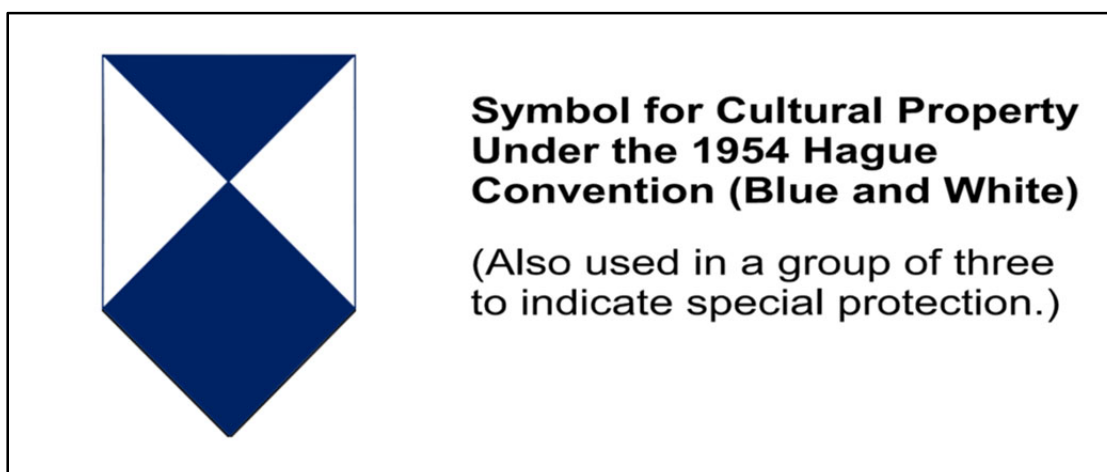 Symbol for Cultural Property
Under the 1954 Hague
Convention (Blue and White)
(Also used in a group of three
to indicate special protection.)